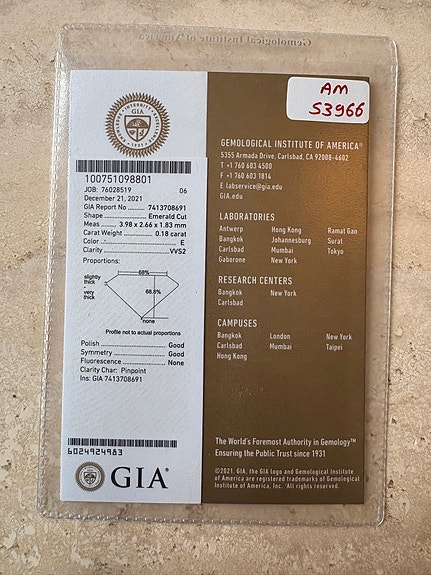 Gemological Institute of America
GIA
100751098801
JOB: 76028519 06
December 21, 2021
GIA Report No ........ 7413708691
Shape .................. Emerald Cut
Meas .... 3.98 x 2.66 x 1.83 mm
Carat Weight .............. 0.18 carat
Color ................................. E
Clarity ............................ VVS2
Proportions:
68%
slightly
thick
very
thick
68.8%
none
Profile not to actual proportions
Polish ............................ Good
Symmetry ...................... Good
Fluorescence ................ None
Clarity Char: Pinpoint
Ins: GIA 7413708691
6024924983
GIA®
AM
53966
GEMOLOGICAL INSTITUTE OF AMERICA®
5355 Armada Drive, Carlsbad, CA 92008-4602
T +1 760 603 4500
F +1 760 603 1814
E labservice@gia.edu
GIA.edu
LABORATORIES
Antwerp Hong Kong Ramat Gan
Bangkok Johannesburg Surat
Carlsbad Mumbai Tokyo
Gaborone New York
RESEARCH CENTERS
Bangkok New York
Carlsbad
CAMPUSES
Bangkok London New York
Carlsbad Mumbai Taipei
Hong Kong
The World's Foremost Authority in Gemology™
Ensuring the Public Trust since 1931
©2021. GIA, the GIA logo and Gemological Institute
of America are registered trademarks of Gemological
Institute of America, Inc. All rights reserved.